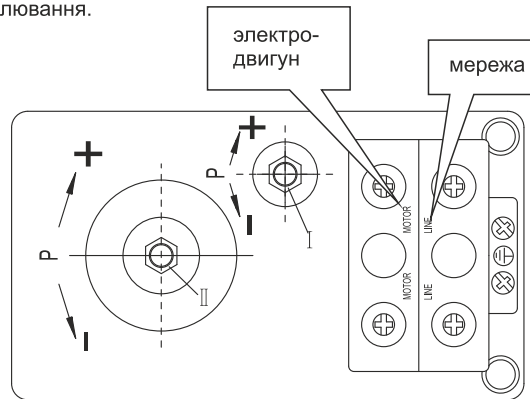 лювання.
электро-
двигун
мережа
+
+
P
P
I
-
-
II
MOTOR
LINE
MOTOR
LINE